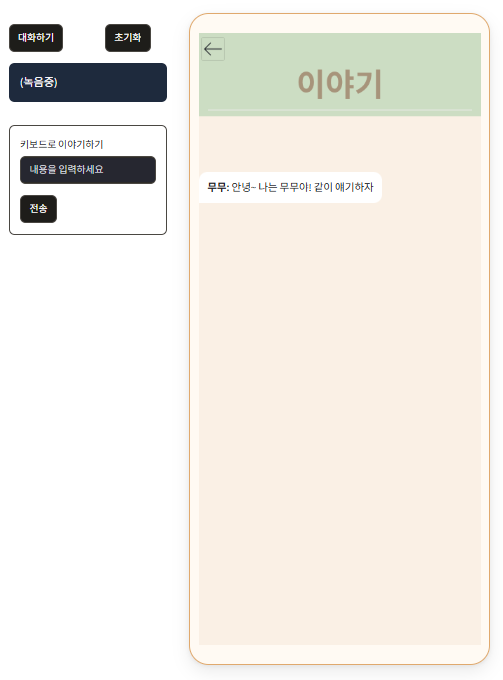 대화하기
초기화
(녹음중)
키보드로 이야기하기
내용을 입력하세요
전송
이야기
무무: 안녕~ 나는 무무야! 같이 얘기하자